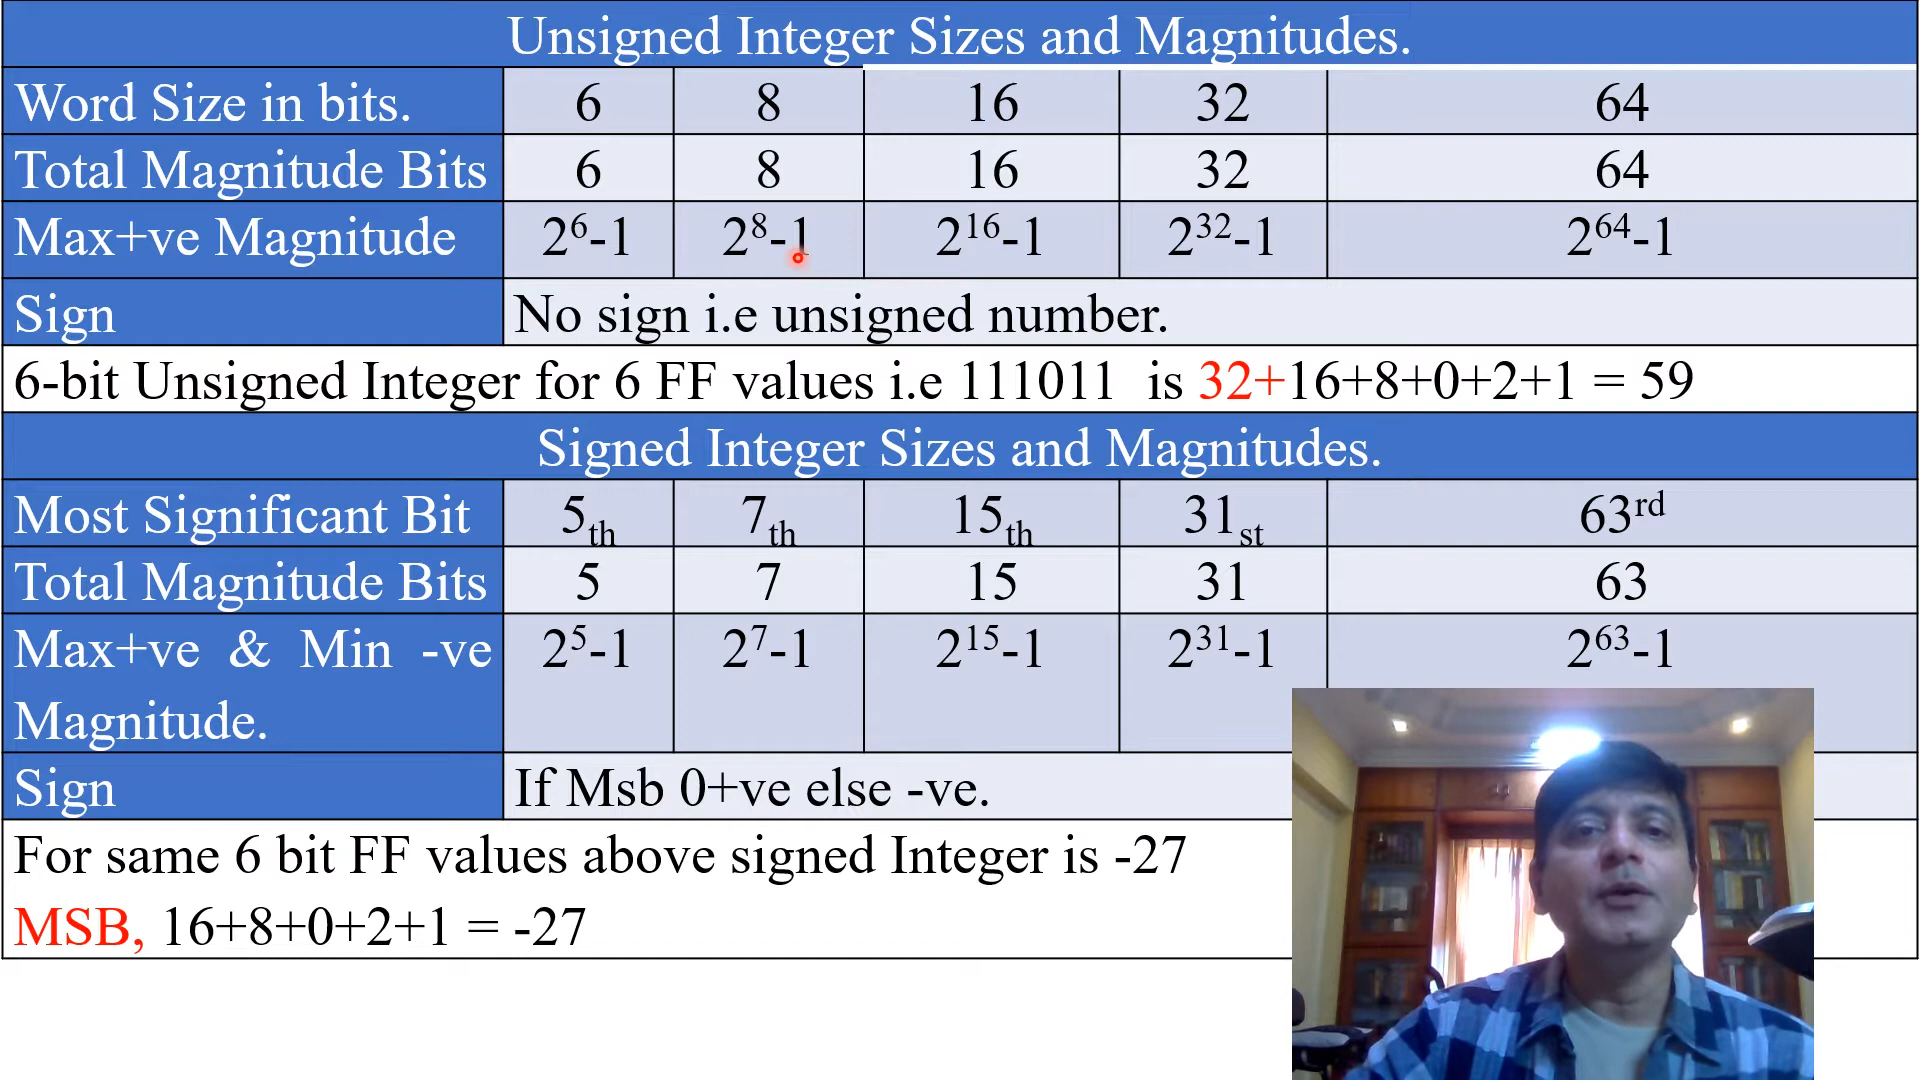 Unsigned Integer Sizes and Magnitudes.
Word Size in bits. 6 8 16 32 64
Total Magnitude Bits 6 8 16 32 64
Max+ve Magnitude 2⁶-1 2⁸-1 2¹⁶-1 2³²-1 2⁶⁴-1
Sign No sign i.e unsigned number.
6-bit Unsigned Integer for 6 FF values i.e 111011 is 32+16+8+0+2+1 = 59
Signed Integer Sizes and Magnitudes.
Most Significant Bit 5th 7th 15th 31st 63rd
Total Magnitude Bits 5 7 15 31 63
Max+ve & Min -ve 2⁵-1 2⁷-1 2¹⁵-1 2³¹-1 2⁶³-1
Magnitude.
Sign If Msb 0+ve else -ve.
For same 6 bit FF values above signed Integer is -27
MSB, 16+8+0+2+1 = -27